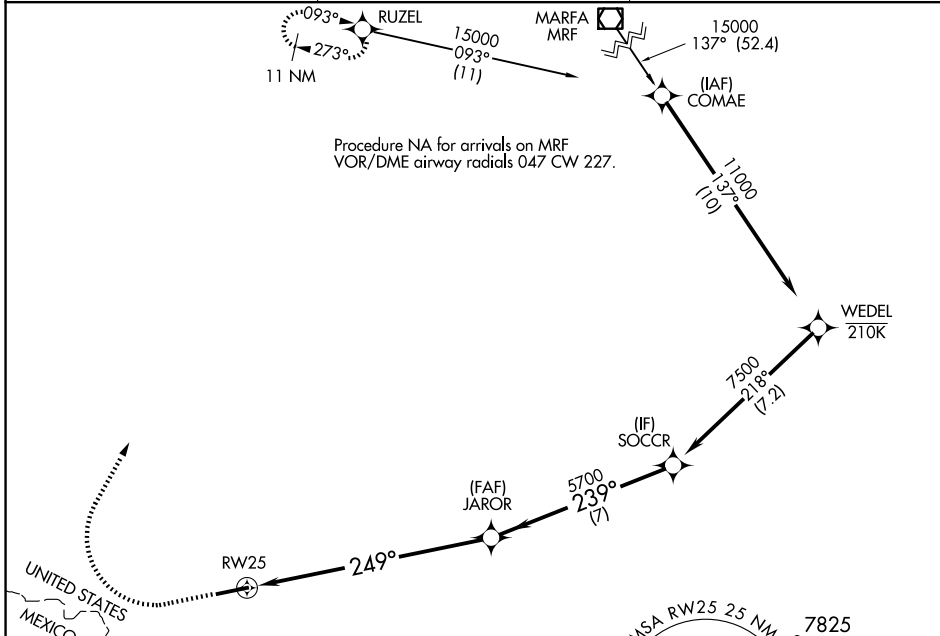 093°
RUZEL
273°
11 NM
15000
093°
(11)
MARFA
MRF
15000
137° (52.4)
(IAF)
COMAE
Procedure NA for arrivals on MRF
VOR/DME airway radials 047 CW 227.
11000
137°
(10)
WEDEL
210K
7500
218°
(7.2)
(IF)
SOCCR
5700
239°
(7)
(FAF)
JAROR
249°
RW25
UNITED STATES
MEXICO
MSA RW25 25 NM
7825